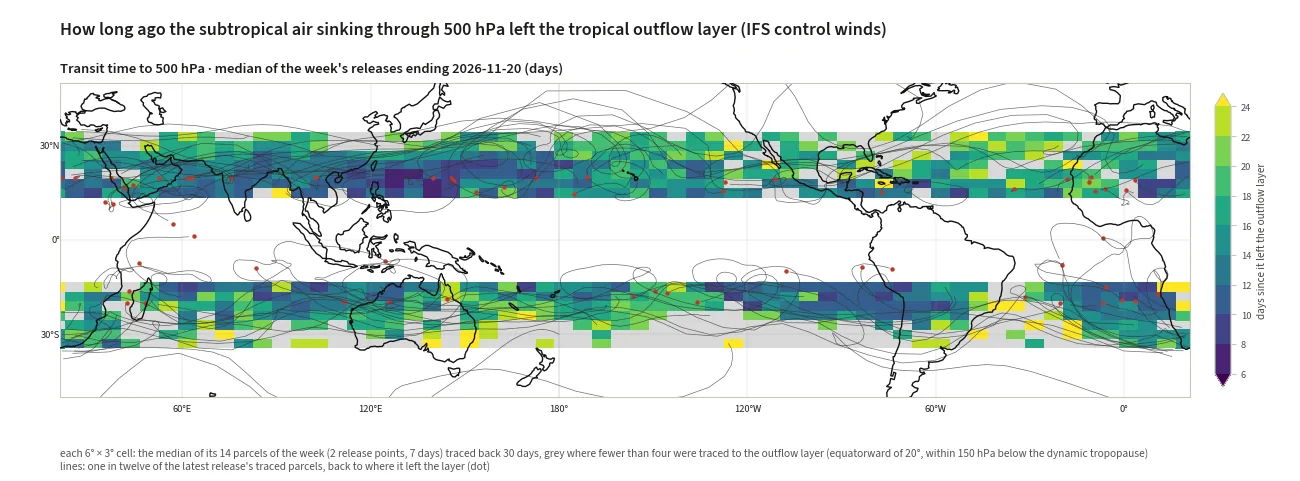 How long ago the subtropical air sinking through 500 hPa left the tropical outflow layer (IFS control winds)
Transit time to 500 hPa · median of the week's releases ending 2026-11-20 (days)
30°N
0°
30°S
60°E
120°E
180°
120°W
60°W
0°
24
22
20
18
16
14
12
10
8
6
days since it left the outflow layer
each 6° × 3° cell: the median of its 14 parcels of the week (2 release points, 7 days) traced back 30 days, grey where fewer than four were traced to the outflow layer (equatorward of 20°, within 150 hPa below the dynamic tropopause)
lines: one in twelve of the latest release's traced parcels, back to where it left the layer (dot)